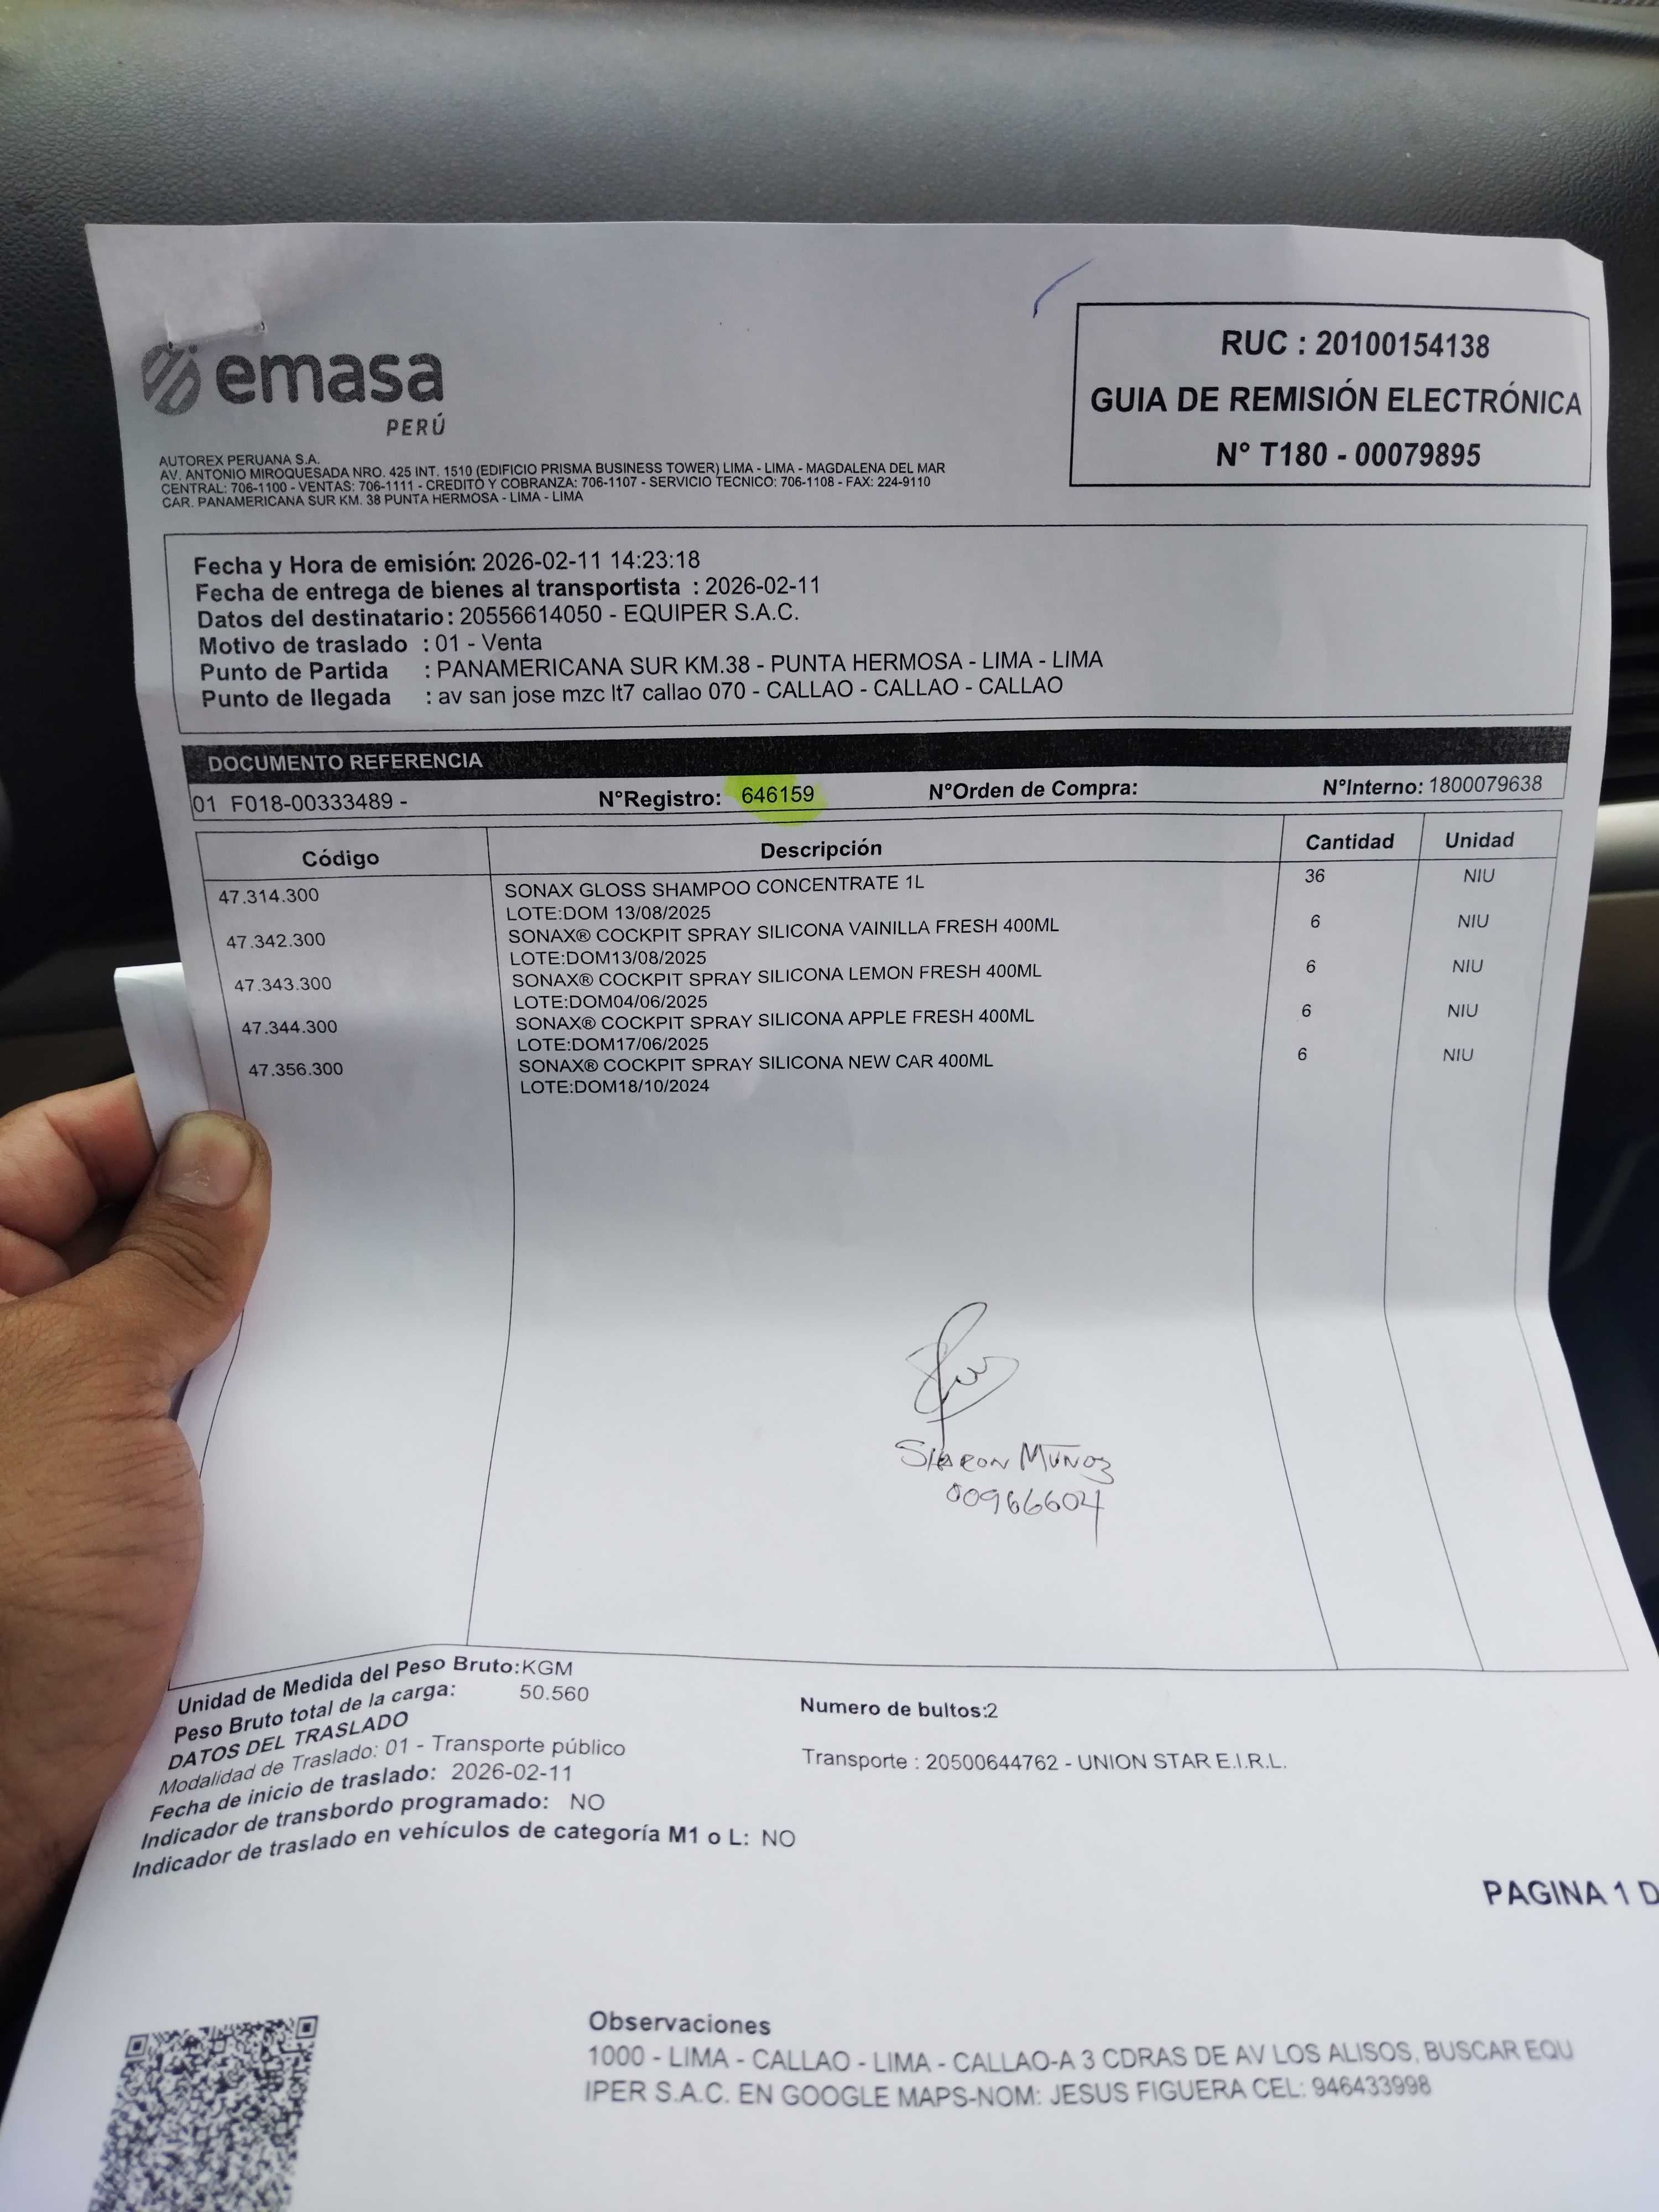 emasa
PERÚ
RUC : 20100154138
GUIA DE REMISIÓN ELECTRÓNICA
N° T180 - 00079895
AUTOREX PERUANA S.A.
AV. ANTONIO MIROQUESADA NRO. 425 INT. 1510 (EDIFICIO PRISMA BUSINESS TOWER) LIMA - LIMA - MAGDALENA DEL MAR
CENTRAL: 706-1100 - VENTAS: 706-1111 - CREDITO Y COBRANZA: 706-1107 - SERVICIO TECNICO: 706-1108 - FAX: 224-9110
CAR. PANAMERICANA SUR KM. 38 PUNTA HERMOSA - LIMA - LIMA
Fecha y Hora de emisión: 2026-02-11 14:23:18
Fecha de entrega de bienes al transportista : 2026-02-11
Datos del destinatario : 20556614050 - EQUIPER S.A.C.
Motivo de traslado : 01 - Venta
Punto de Partida : PANAMERICANA SUR KM.38 - PUNTA HERMOSA - LIMA - LIMA
Punto de llegada : av san jose mzc lt7 callao 070 - CALLAO - CALLAO - CALLAO
DOCUMENTO REFERENCIA
01 F018-00333489 - N°Registro: 646159 N°Orden de Compra: N°Interno: 1800079638
Código Descripción Cantidad Unidad
47.314.300 SONAX GLOSS SHAMPOO CONCENTRATE 1L 36 NIU
LOTE:DOM 13/08/2025
47.342.300 SONAX® COCKPIT SPRAY SILICONA VAINILLA FRESH 400ML 6 NIU
LOTE:DOM13/08/2025
47.343.300 SONAX® COCKPIT SPRAY SILICONA LEMON FRESH 400ML 6 NIU
LOTE:DOM04/06/2025
47.344.300 SONAX® COCKPIT SPRAY SILICONA APPLE FRESH 400ML 6 NIU
LOTE:DOM17/06/2025
47.356.300 SONAX® COCKPIT SPRAY SILICONA NEW CAR 400ML 6 NIU
LOTE:DOM18/10/2024
SHARON MUÑOZ
009666604
Unidad de Medida del Peso Bruto:KGM
Peso Bruto total de la carga: 50.560
Numero de bultos:2
DATOS DEL TRASLADO
Modalidad de Traslado: 01 - Transporte público
Transporte : 20500644762 - UNION STAR E.I.R.L.
Fecha de inicio de traslado: 2026-02-11
Indicador de transbordo programado: NO
Indicador de traslado en vehículos de categoría M1 o L: NO
PAGINA 1 D
Observaciones
1000 - LIMA - CALLAO - LIMA - CALLAO-A 3 CDRAS DE AV LOS ALISOS, BUSCAR EQU
IPER S.A.C. EN GOOGLE MAPS-NOM: JESUS FIGUERA CEL: 946433998